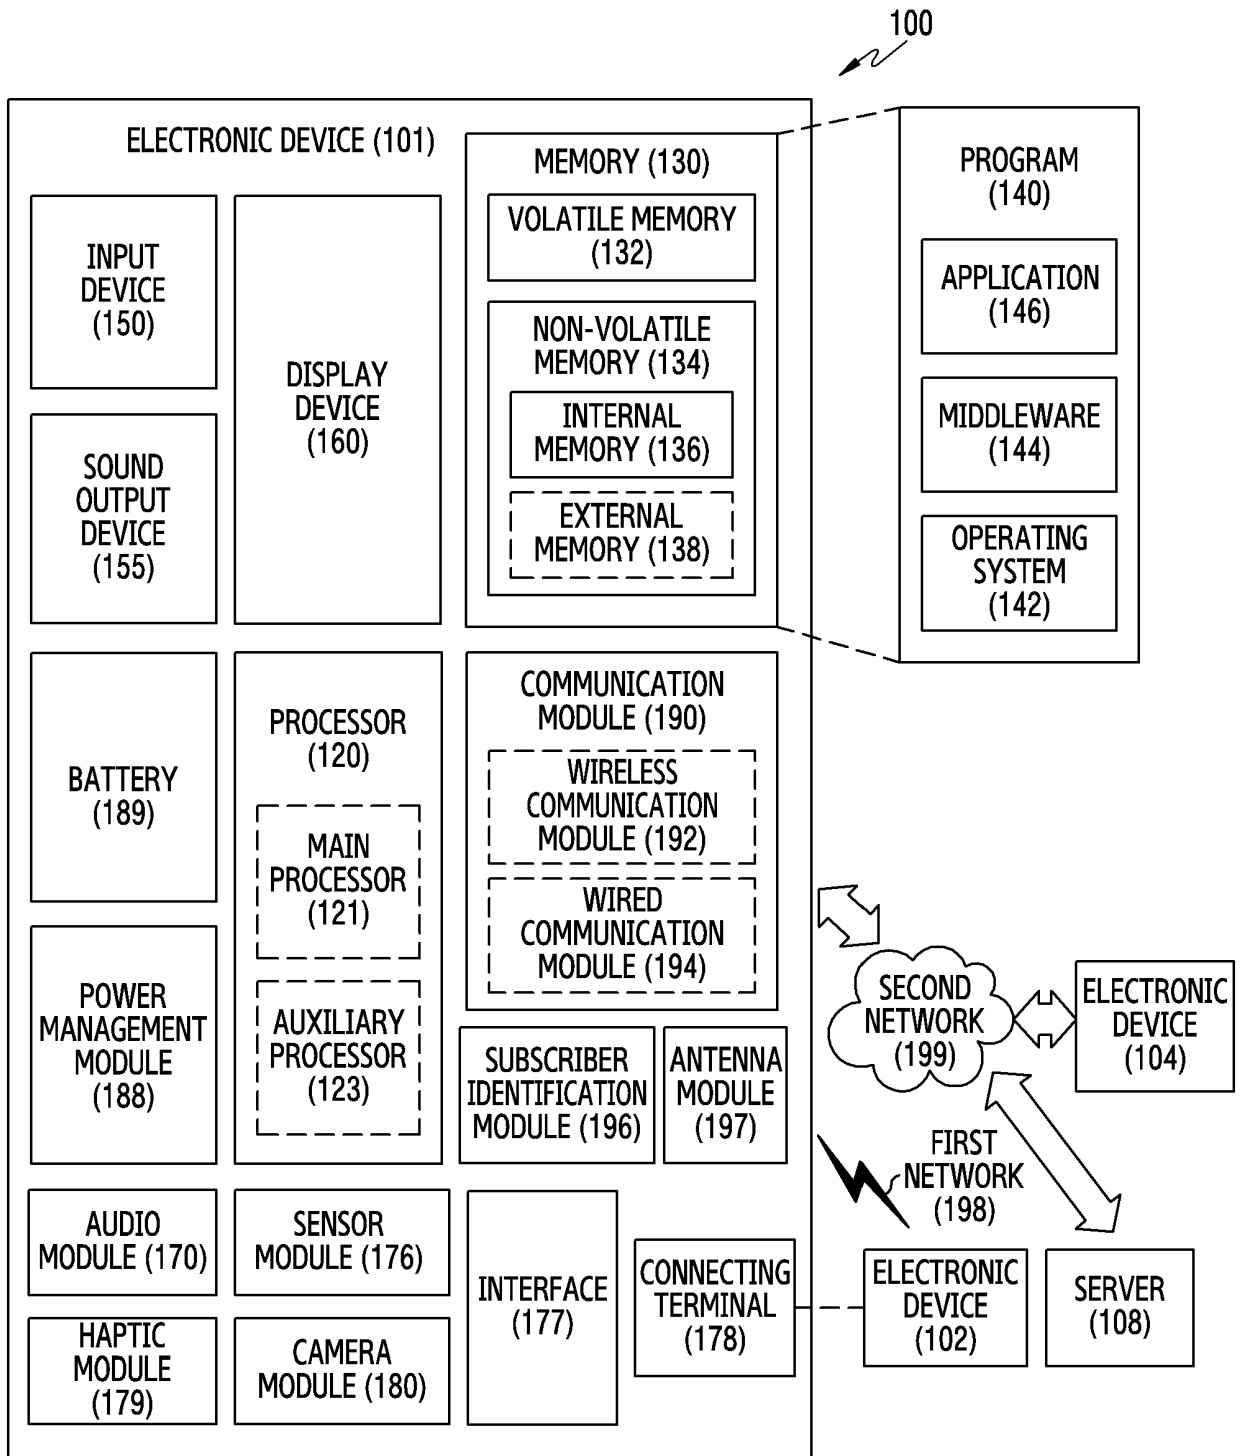 100
ELECTRONIC DEVICE (101)
INPUT
DEVICE
(150)
SOUND
OUTPUT
DEVICE
(155)
DISPLAY
DEVICE
(160)
MEMORY (130)
VOLATILE MEMORY
(132)
NON-VOLATILE
MEMORY (134)
INTERNAL
MEMORY (136)
EXTERNAL
MEMORY (138)
PROGRAM
(140)
APPLICATION
(146)
MIDDLEWARE
(144)
OPERATING
SYSTEM
(142)
BATTERY
(189)
POWER
MANAGEMENT
MODULE
(188)
PROCESSOR
(120)
MAIN
PROCESSOR
(121)
AUXILIARY
PROCESSOR
(123)
COMMUNICATION
MODULE (190)
WIRELESS
COMMUNICATION
MODULE (192)
WIRED
COMMUNICATION
MODULE (194)
SUBSCRIBER
IDENTIFICATION
MODULE (196)
ANTENNA
MODULE
(197)
SECOND
NETWORK
(199)
ELECTRONIC
DEVICE
(104)
FIRST
NETWORK
(198)
AUDIO
MODULE (170)
SENSOR
MODULE (176)
HAPTIC
MODULE
(179)
CAMERA
MODULE (180)
INTERFACE
(177)
CONNECTING
TERMINAL
(178)
ELECTRONIC
DEVICE
(102)
SERVER
(108)